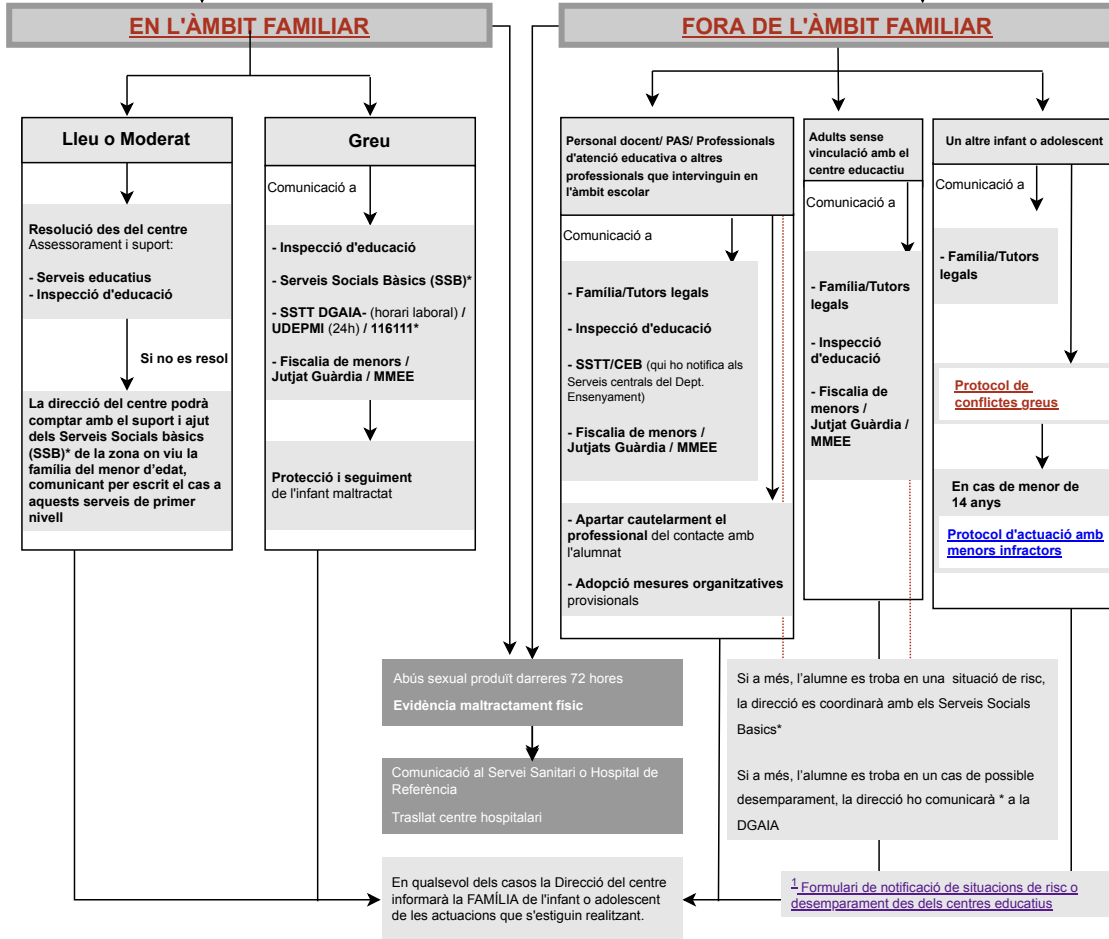 EN L'ÀMBIT FAMILIAR
Lleu o Moderat
Resolució des del centre
Assessorament i suport:
- Serveis educatius
- Inspecció d'educació
Si no es resol
La direcció del centre podrà
comptar amb el suport i ajut
dels Serveis Socials bàsics
(SSB)* de la zona on viu la
família del menor d'edat,
comunicant per escrit el cas a
aquests serveis de primer
nivell
Greu
Comunicació a
- Inspecció d'educació
- Serveis Socials Bàsics (SSB)*
- SSTT DGAIA- (horari laboral) /
UDEPMI (24h) / 116111*
- Fiscalia de menors /
Jutjat Guàrdia / MMEE
Protecció i seguiment
de l'infant maltractat
FORA DE L'ÀMBIT FAMILIAR
Personal docent/ PAS/ Professionals
d'atenció educativa o altres
professionals que intervinguin en
l'àmbit escolar
Comunicació a
- Família/Tutors legals
- Inspecció d'educació
- SSTT/CEB (qui ho notifica als
Serveis centrals del Dept.
Ensenyament)
- Fiscalia de menors /
Jutjats Guàrdia / MMEE
- Apartar cautelarment el
professional del contacte amb
l'alumnat
- Adopció mesures organitzatives
provisionals
Adults sense
vinculació amb el
centre educactiu
Comunicació a
- Família/Tutors
legals
- Inspecció
d'educació
- Fiscalia de
menors /
Jutjat Guàrdia /
MMEE
Un altre infant o adolescent
Comunicació a
- Família/Tutors
legals
Protocol de
conflictes greus
En cas de menor de
14 anys
Protocol d'actuació amb
menors infractors
Abús sexual produït darreres 72 hores
Evidència maltractament físic
Comunicació al Servei Sanitari o Hospital de
Referència
Trasllat centre hospitalari
Si a més, l'alumne es troba en una situació de risc,
la direcció es coordinarà amb els Serveis Socials
Basics*
Si a més, l'alumne es troba en un cas de possible
desemparament, la direcció ho comunicarà * a la
DGAIA
En qualsevol dels casos la Direcció del centre
informarà la FAMÍLIA de l'infant o adolescent
de les actuacions que s'estiguin realitzant.
1 Formulari de notificació de situacions de risc o
desemparament des dels centres educatius